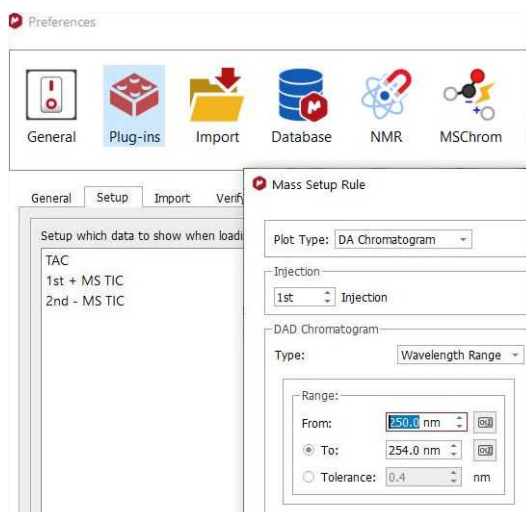 Preferences
General Plug-ins Import Database NMR MSChrom
General Setup Import
Setup which data to show when
TAC
1st + MS TIC
2nd - MS TIC
Mass Setup Rule
Plot Type: DA Chromatogram
Injection
1st Injection
DAD Chromatogram
Type: Wavelength Range
Range:
From: 250.0 nm
To: 254.0 nm
Tolerance: 0.4 nm